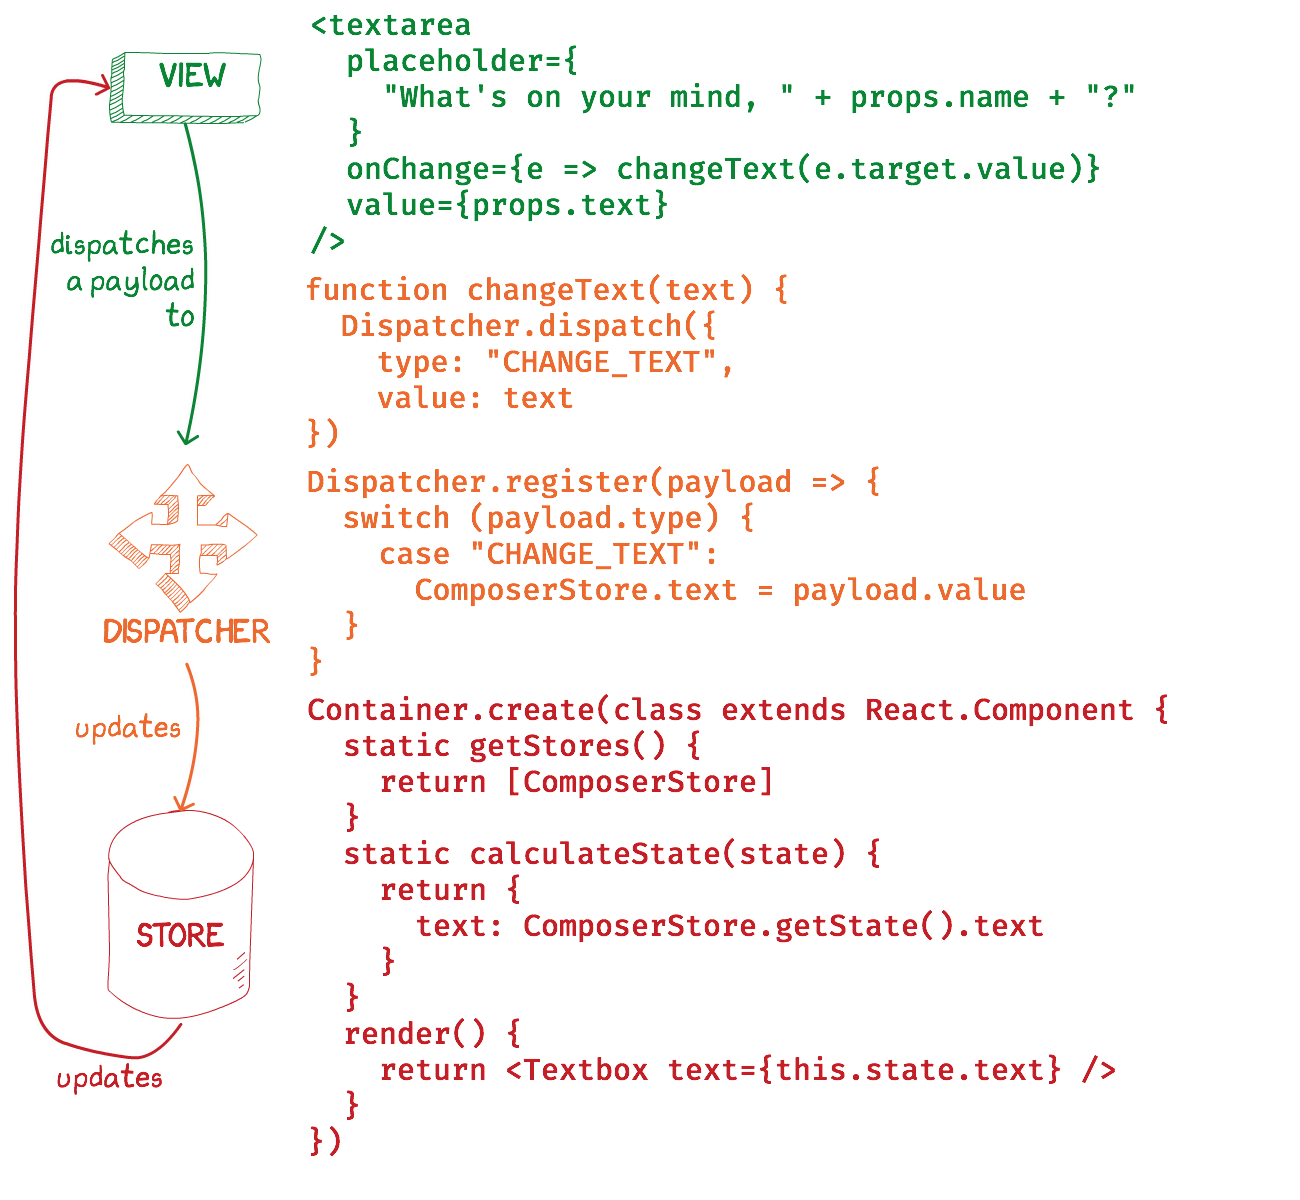 VIEW
dispatches
a payload
to
DISPATCHER
updates
STORE
updates
<textarea
  placeholder={
    "What's on your mind, " + props.name + "?"
  }
  onChange={e => changeText(e.target.value)}
  value={props.text}
/>
function changeText(text) {
  Dispatcher.dispatch({
    type: "CHANGE_TEXT",
    value: text
})
Dispatcher.register(payload => {
  switch (payload.type) {
    case "CHANGE_TEXT":
      ComposerStore.text = payload.value
  }
}
Container.create(class extends React.Component {
  static getStores() {
    return [ComposerStore]
  }
  static calculateState(state) {
    return {
      text: ComposerStore.getState().text
    }
  }
  render() {
    return <Textbox text={this.state.text} />
  }
})